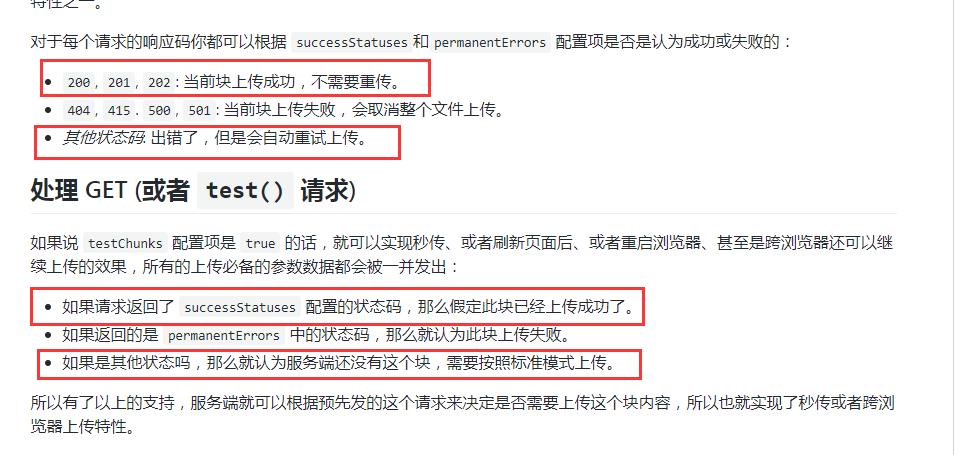 特性之一。
对于每个请求的响应码你都可以根据 successStatuses 和 permanentErrors 配置项是否是认为成功或失败的：
200, 201, 202: 当前块上传成功，不需要重传。
404, 415. 500, 501: 当前块上传失败，会取消整个文件上传。
其他状态码: 出错了，但是会自动重试上传。
处理 GET (或者 test() 请求)
如果说 testChunks 配置项是 true 的话，就可以实现秒传、或者刷新页面后、或者重启浏览器、甚至是跨浏览器还可以继
续上传的效果，所有的上传必备的参数数据都会被一并发出：
如果请求返回了 successStatuses 配置的状态码，那么假定此块已经上传成功了。
如果返回的是 permanentErrors 中的状态码，那么就认为此块上传失败。
如果是其他状态吗，那么就认为服务端还没有这个块，需要按照标准模式上传。
所以有了以上的支持，服务端就可以根据预先发的这个请求来决定是否需要上传这个块内容，所以也就实现了秒传或者跨浏
览器上传特性。